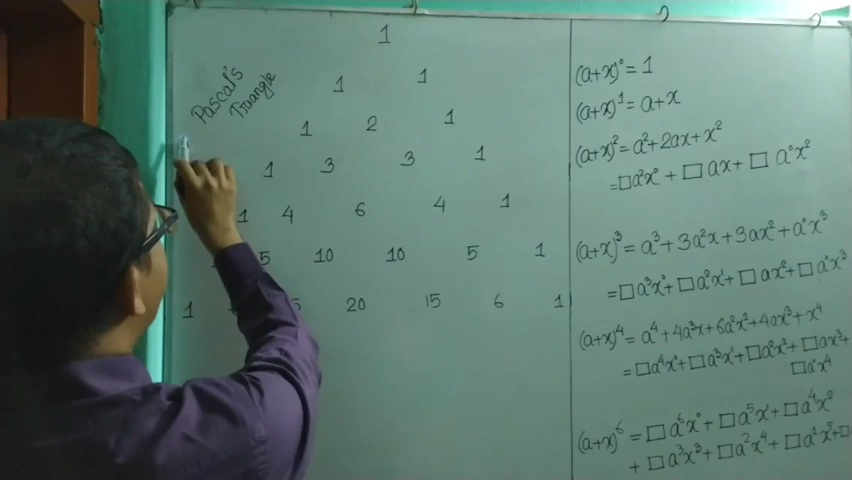 1
Pascal's
Triangle
1 1
1 2 1
1 3 3 1
1 4 6 4 1
5 10 10 5 1
1 5 20 15 6 1
(a+x)⁰ = 1
(a+x)¹ = a+x
(a+x)² = a²+2ax+x²
= □a²x⁰ + □ax + □a⁰x²
(a+x)³ = a³+3a²x+3ax²+a⁰x³
= □a³x⁰+□a²x¹+□ax²+□a⁰x³
(a+x)⁴ = a⁴+4a³x+6a²x²+4ax³+x⁴
= □a⁴x⁰+□a³x¹+□a²x²+□ax³+
□a⁰x⁴
(a+x)⁶ = □a⁶x⁰+□a⁵x¹+□a⁴x²
+□a³x³+□a²x⁴+□a¹x⁵+□